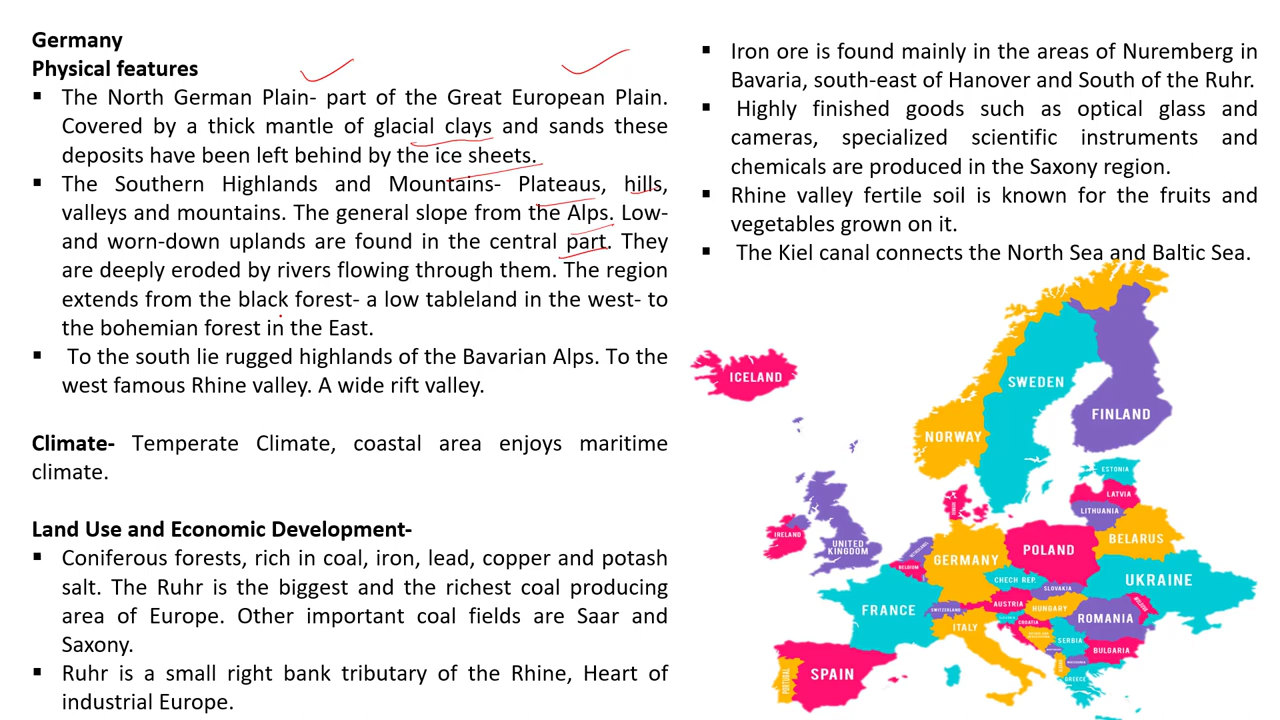 Germany
Physical features
▪ The North German Plain- part of the Great European Plain.
Covered by a thick mantle of glacial clays and sands these
deposits have been left behind by the ice sheets.
▪ The Southern Highlands and Mountains- Plateaus, hills,
valleys and mountains. The general slope from the Alps. Low-
and worn-down uplands are found in the central part. They
are deeply eroded by rivers flowing through them. The region
extends from the black forest- a low tableland in the west- to
the bohemian forest in the East.
▪ To the south lie rugged highlands of the Bavarian Alps. To the
west famous Rhine valley. A wide rift valley.
Climate- Temperate Climate, coastal area enjoys maritime
climate.
Land Use and Economic Development-
▪ Coniferous forests, rich in coal, iron, lead, copper and potash
salt. The Ruhr is the biggest and the richest coal producing
area of Europe. Other important coal fields are Saar and
Saxony.
▪ Ruhr is a small right bank tributary of the Rhine, Heart of
industrial Europe.
▪ Iron ore is found mainly in the areas of Nuremberg in
Bavaria, south-east of Hanover and South of the Ruhr.
▪ Highly finished goods such as optical glass and
cameras, specialized scientific instruments and
chemicals are produced in the Saxony region.
▪ Rhine valley fertile soil is known for the fruits and
vegetables grown on it.
▪ The Kiel canal connects the North Sea and Baltic Sea.
ICELAND
SWEDEN
FINLAND
NORWAY
ESTONIA
LATVIA
LITHUANIA
IRELAND
UNITED
KINGDOM
BELARUS
POLAND
GERMANY
BELGIUM
CHECH REP.
UKRAINE
SLOVAKIA
FRANCE
SWITZERLAND
AUSTRIA
HUNGARY
ROMANIA
CROATIA
ITALY
SERBIA
BULGARIA
SPAIN
PORTUGAL
GREECE